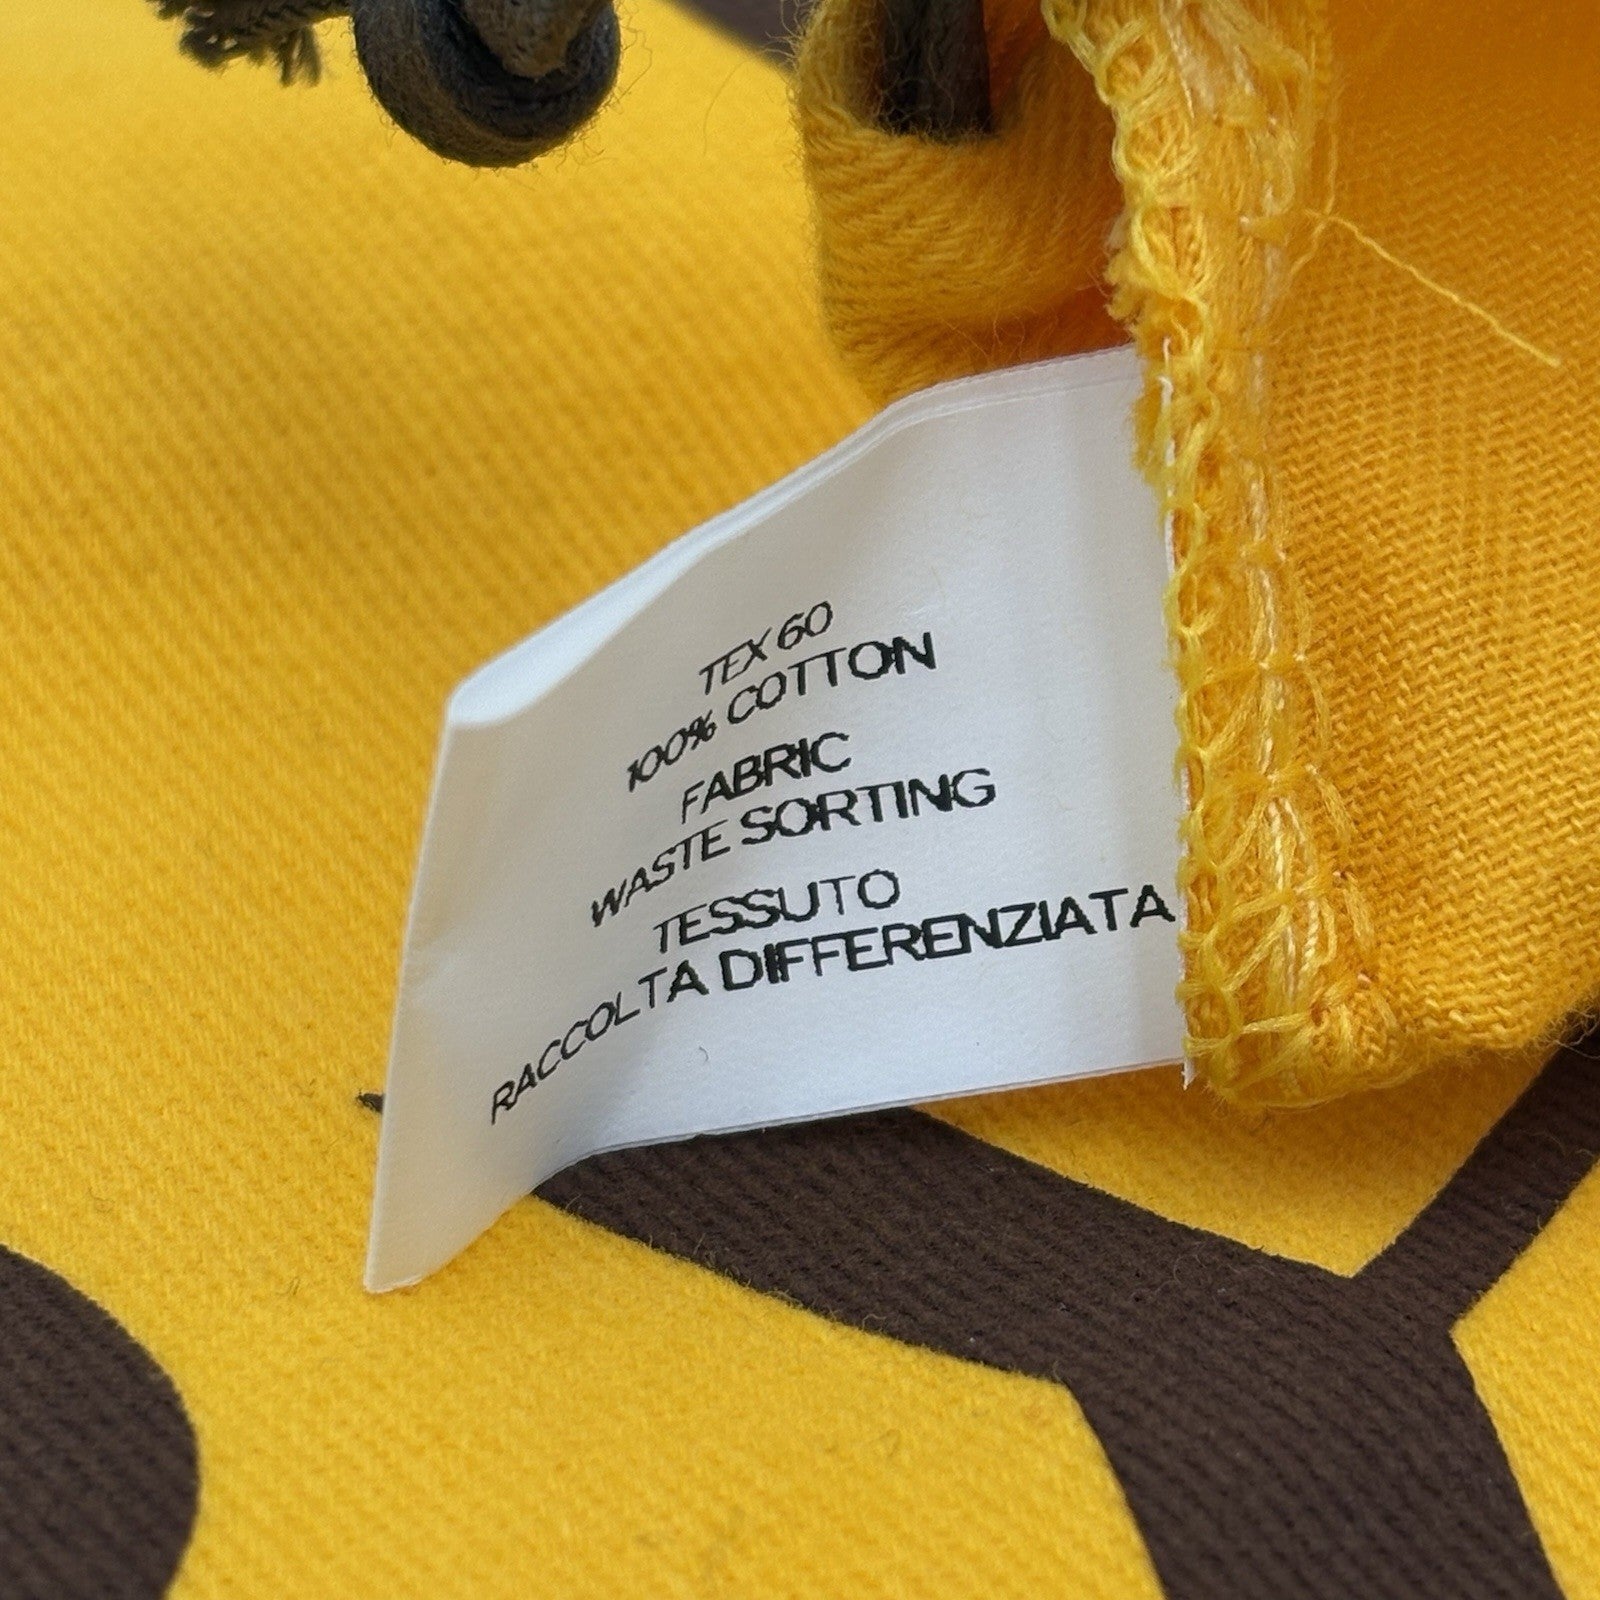 TEX 60
100% COTTON
FABRIC
WASTE SORTING
TESSUTO
RACCOLTA DIFFERENZIATA